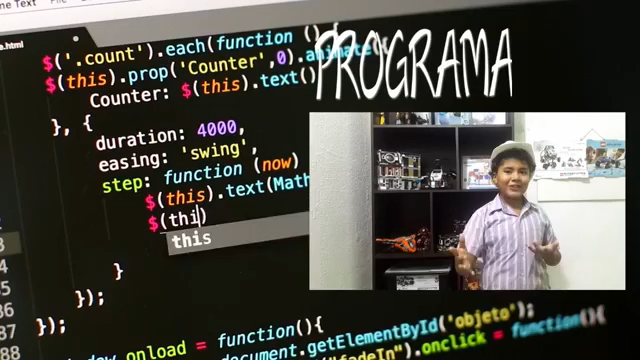 e.html
$('.count').each(function () {
$(this).prop('Counter',0).animate({
PROGRAMA
Counter: $(this).text()
}, {
duration: 4000,
easing: 'swing',
step: function (now)
$(this).text(Math
$(thi)
this
}
});
});
onload = function(){
document.getElementById('objeto');
"fadeIn").onclick = function(){